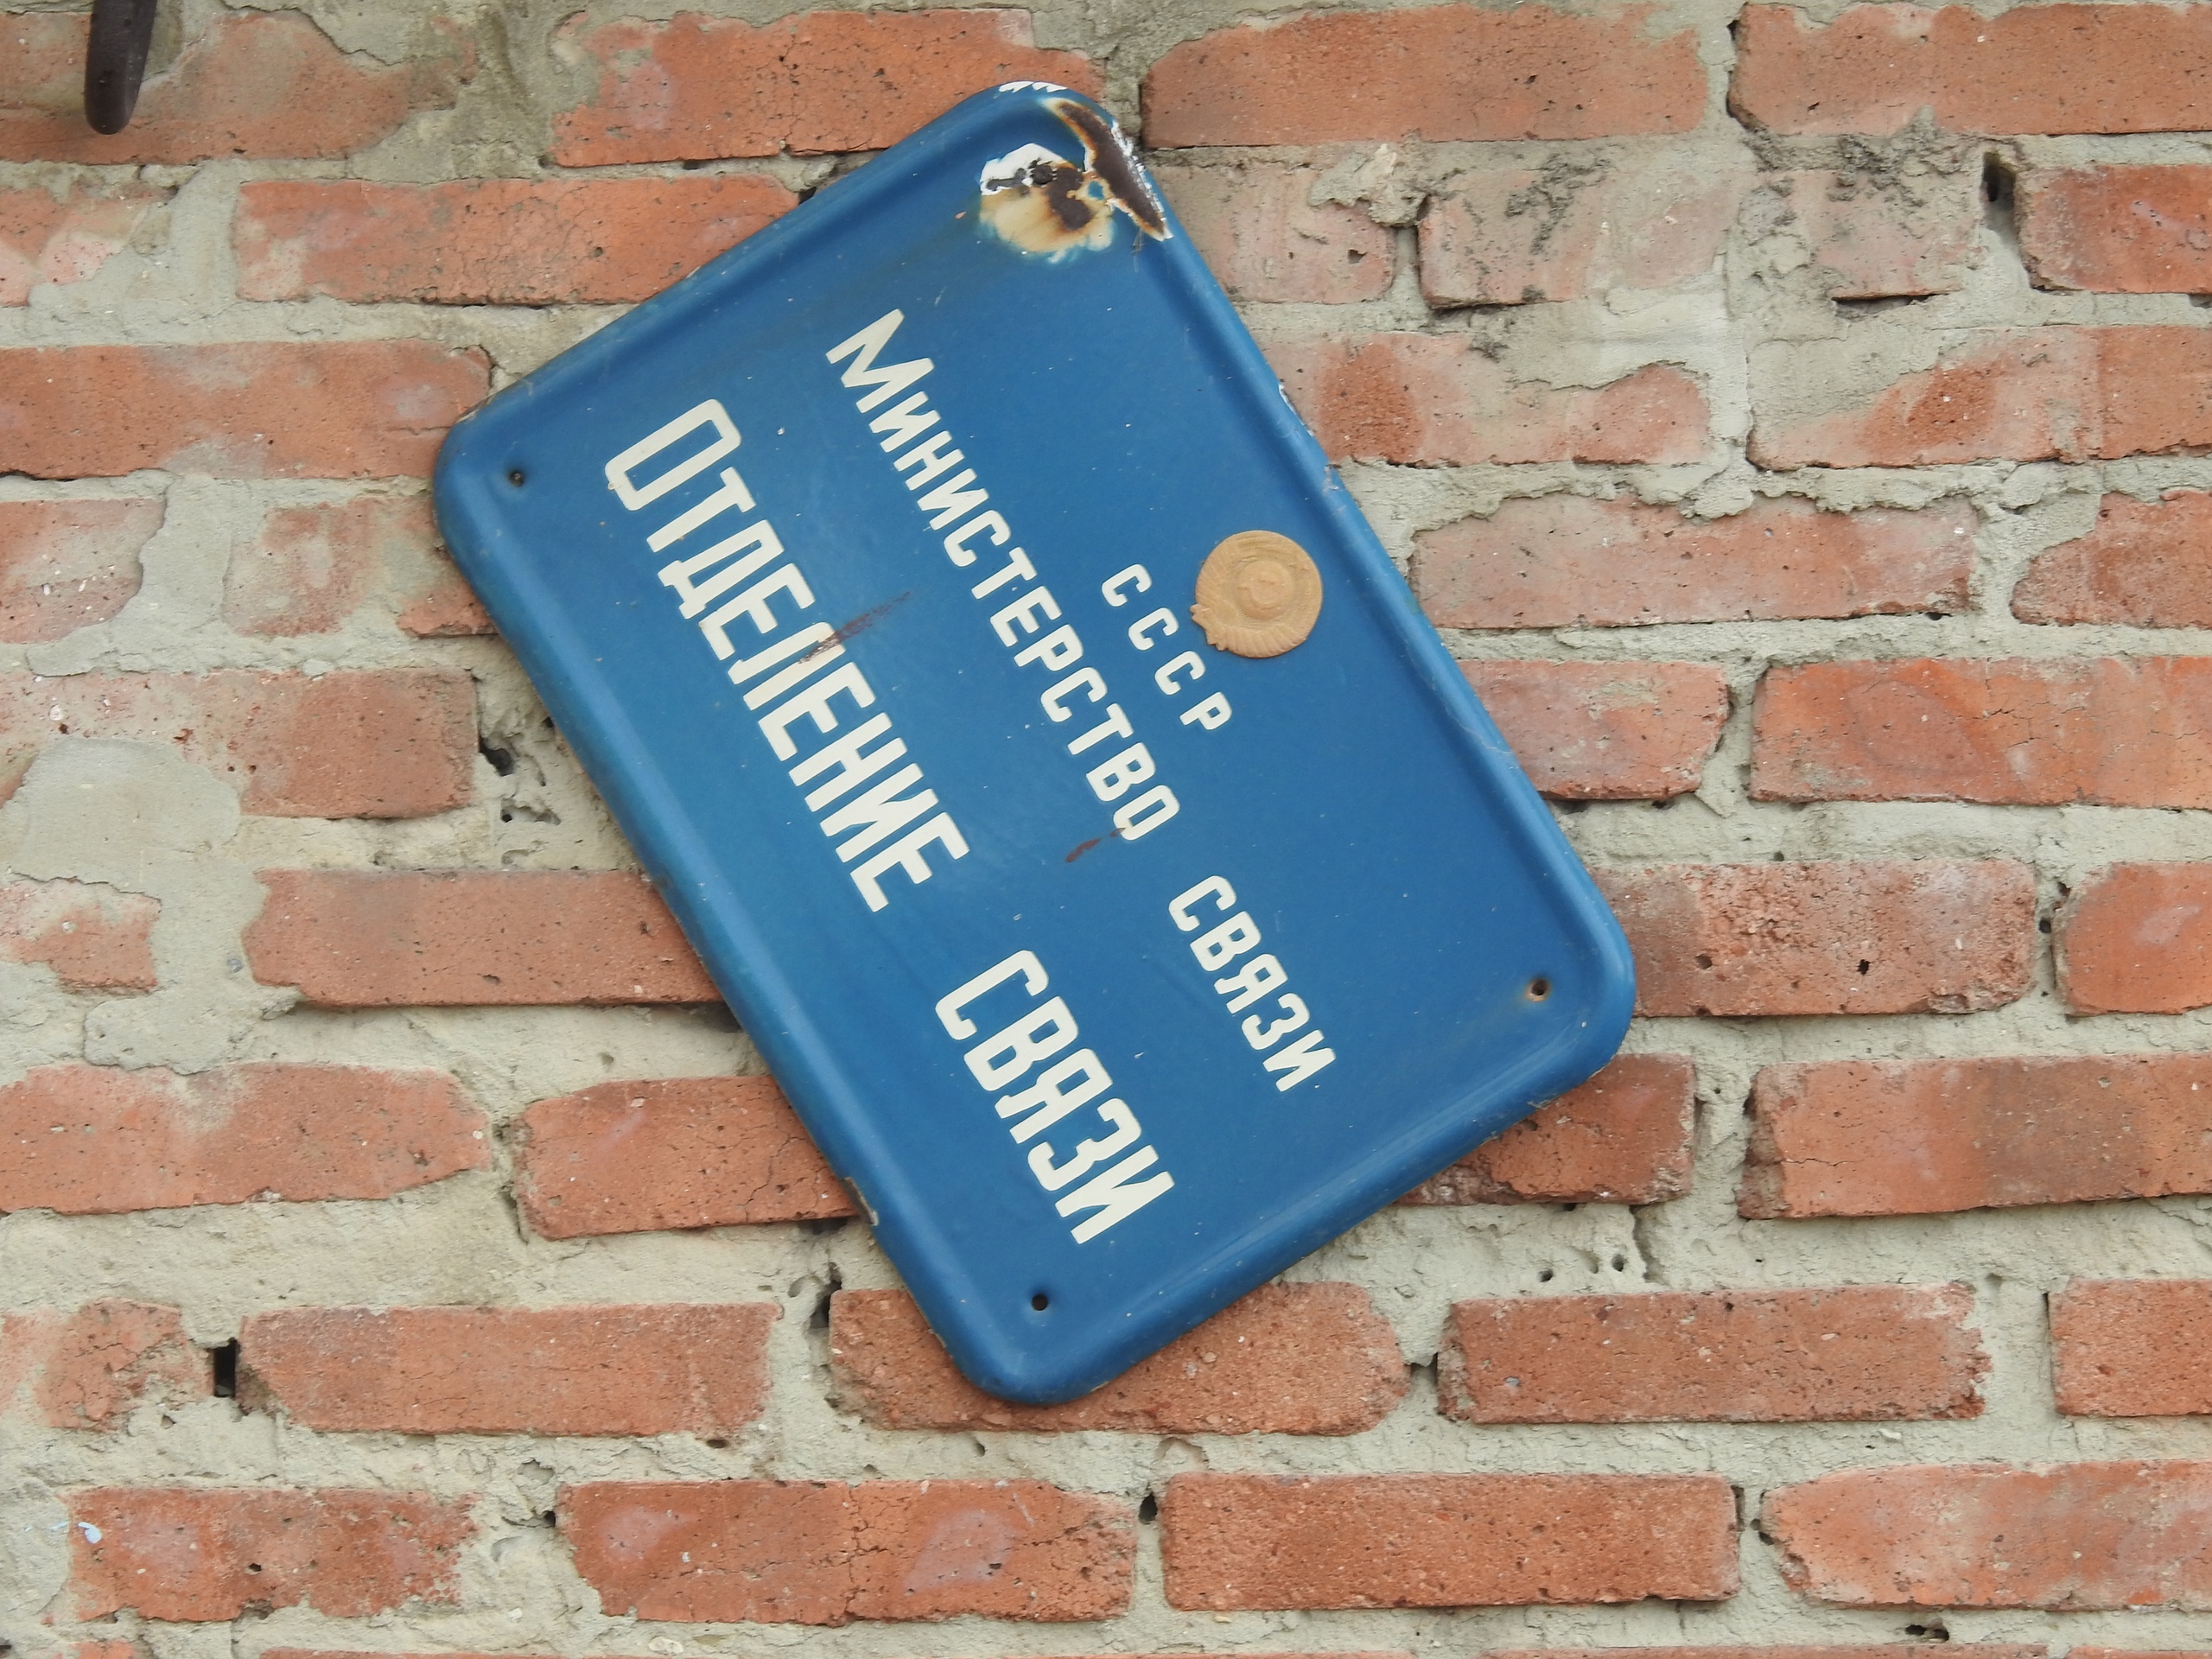 СССР
Министерство связи
Отделение связи